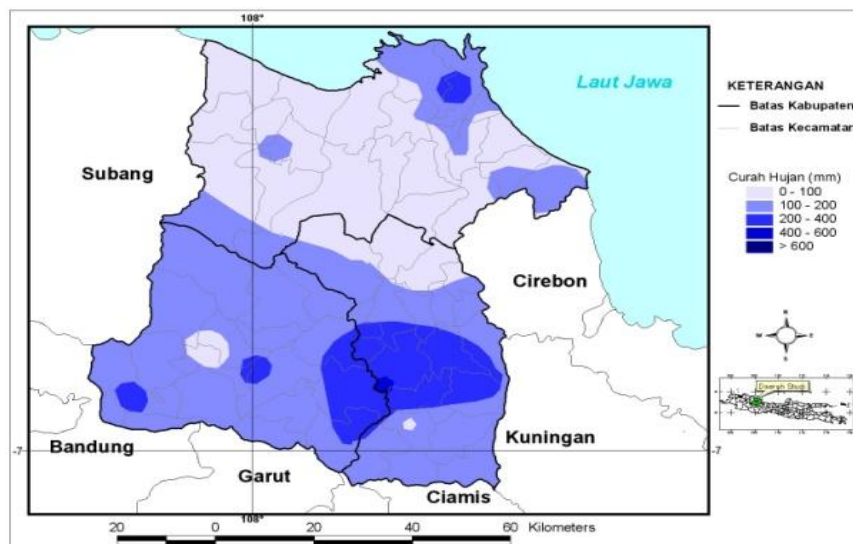 108°
Laut Jawa
KETERANGAN
Batas Kabupaten
Batas Kecamatan
Subang
Curah Hujan (mm)
0 - 100
100 - 200
200 - 400
400 - 600
> 600
Cirebon
N
W E
S
Daerah Studi
Bandung
Kuningan
-7
-7
Garut
Ciamis
108°
20 0 20 40 60 Kilometers